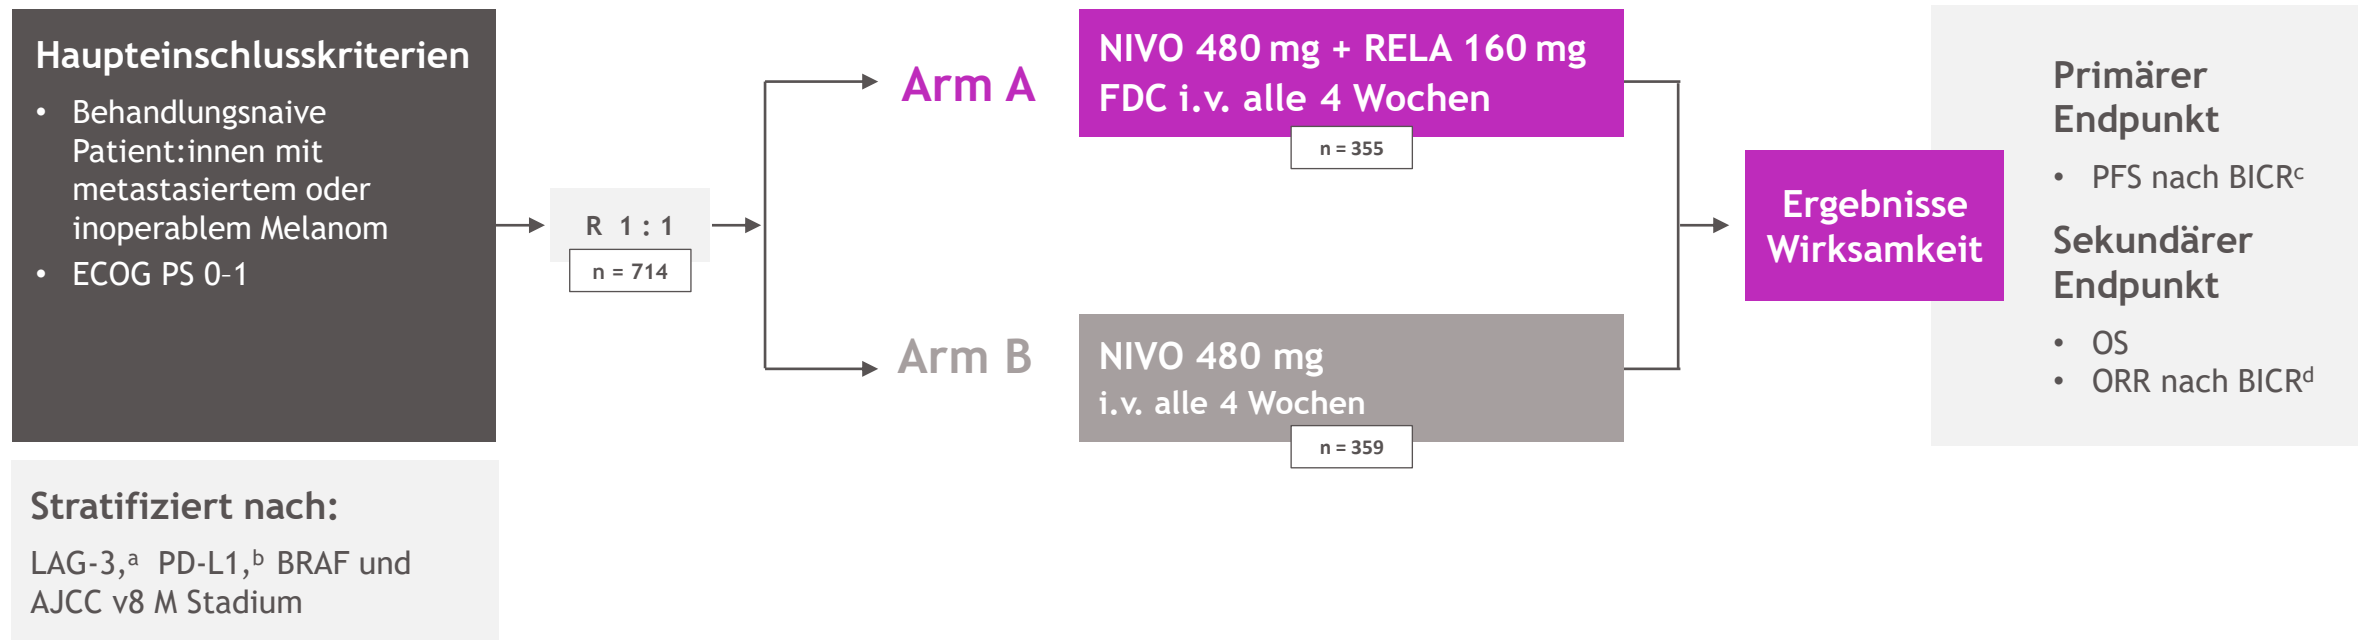 Haupteinschlusskriterien
• Behandlungsnaive
Patient:innen mit
metastasiertem oder
inoperablem Melanom
• ECOG PS 0–1
Stratifiziert nach:
LAG-3,ᵃ PD-L1,ᵇ BRAF und
AJCC v8 M Stadium
R 1 : 1
n = 714
Arm A
NIVO 480 mg + RELA 160 mg
FDC i.v. alle 4 Wochen
n = 355
Arm B
NIVO 480 mg
i.v. alle 4 Wochen
n = 359
Ergebnisse
Wirksamkeit
Primärer
Endpunkt
• PFS nach BICRᶜ
Sekundärer
Endpunkt
• OS
• ORR nach BICRᵈ